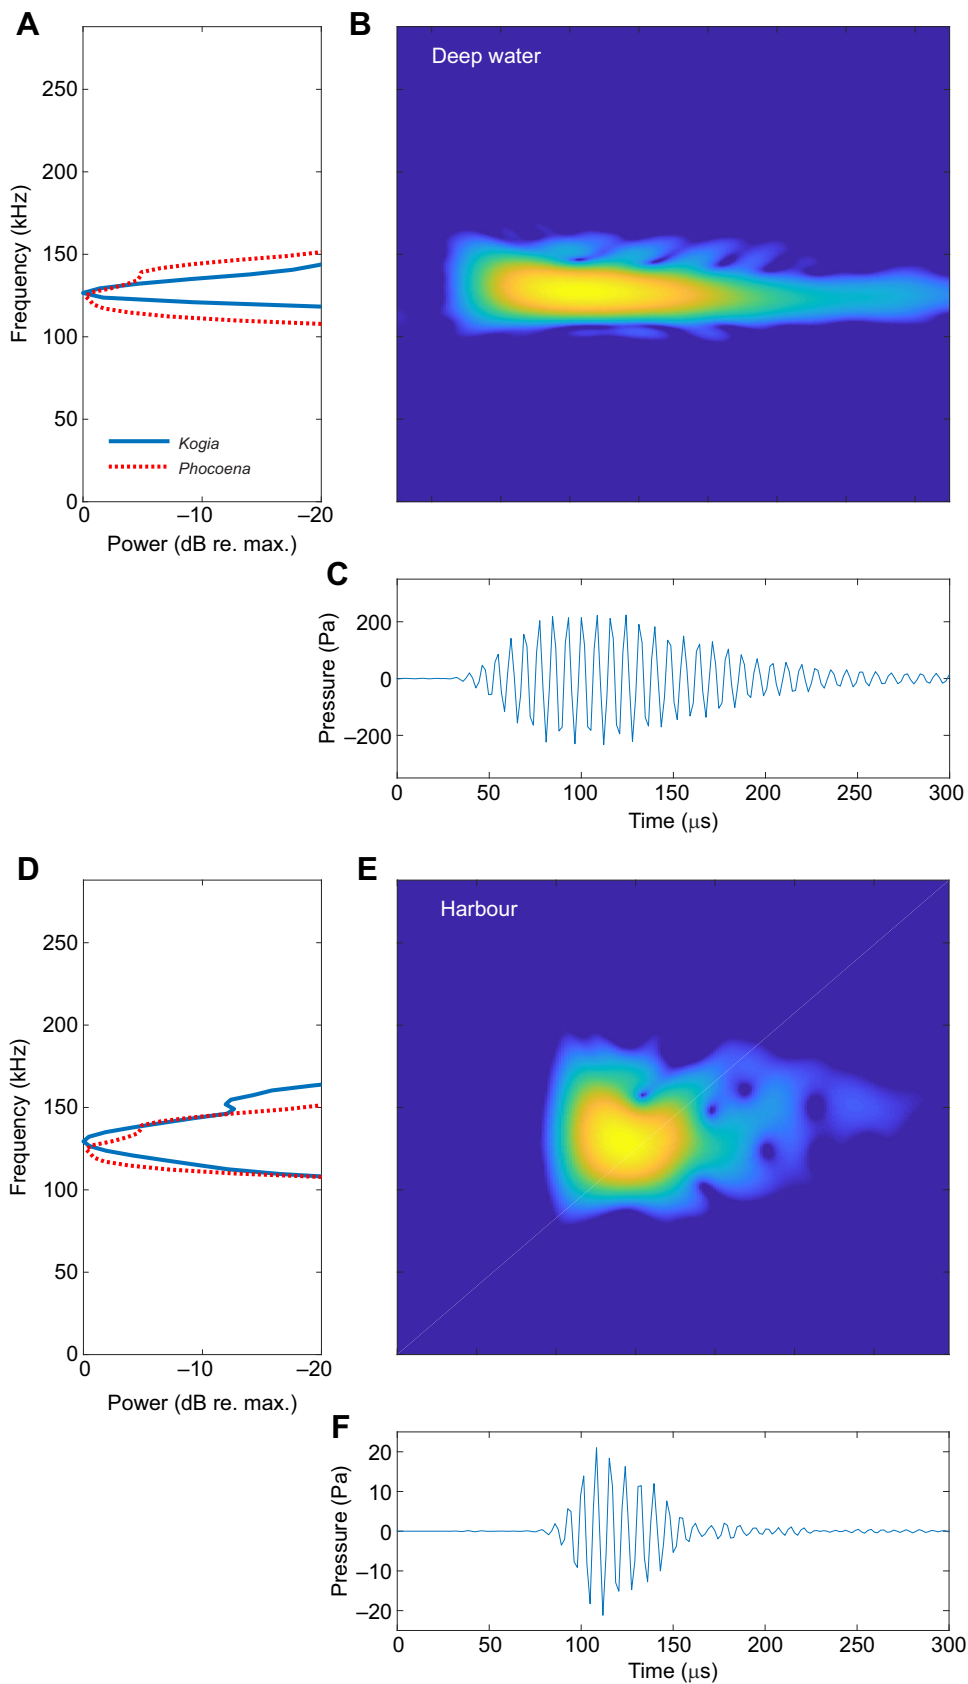 A
B
Deep water
250
200
150
100
50
0
Frequency (kHz)
Kogia
Phocoena
0
–10
–20
Power (dB re. max.)
C
200
0
–200
Pressure (Pa)
0
50
100
150
200
250
300
Time (μs)
D
E
Harbour
250
200
150
100
50
0
Frequency (kHz)
0
–10
–20
Power (dB re. max.)
F
20
10
0
–10
–20
Pressure (Pa)
0
50
100
150
200
250
300
Time (μs)